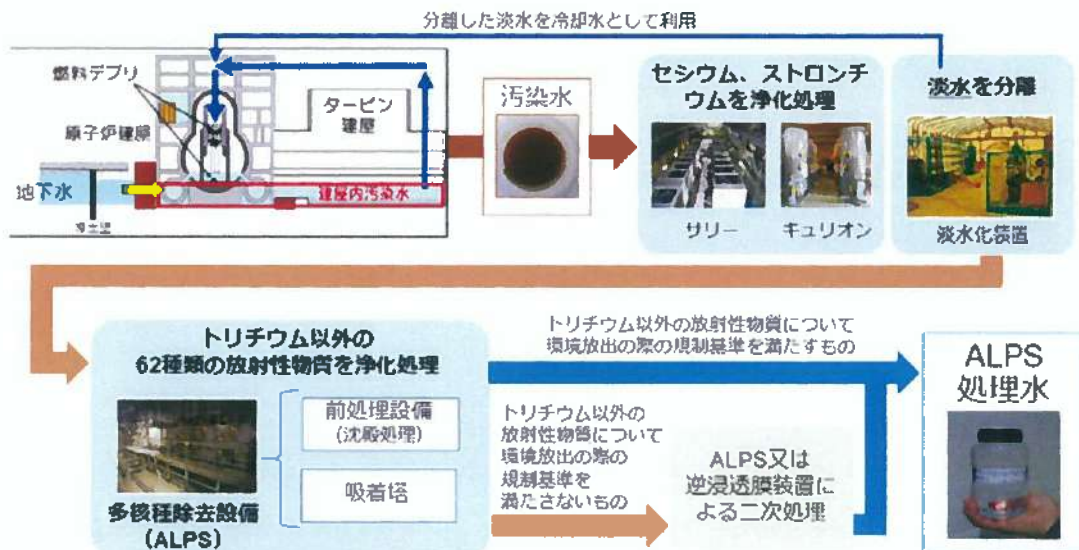 分離した淡水を冷却水として利用
燃料デブリ
原子炉建屋
タービン
建屋
地下水
建屋内汚染水
汚染水
セシウム、ストロンチ
ウムを浄化処理
サリー
キュリオン
淡水を分離
淡水化装置
トリチウム以外の
62種類の放射性物質を浄化処理
前処理設備
(沈殿処理)
吸着塔
多核種除去設備
(ALPS)
トリチウム以外の放射性物質について
環境放出の際の規制基準を満たすもの
トリチウム以外の
放射性物質について
環境放出の際の
規制基準を
満たさないもの
ALPS又は
逆浸透膜装置に
よる二次処理
ALPS
処理水